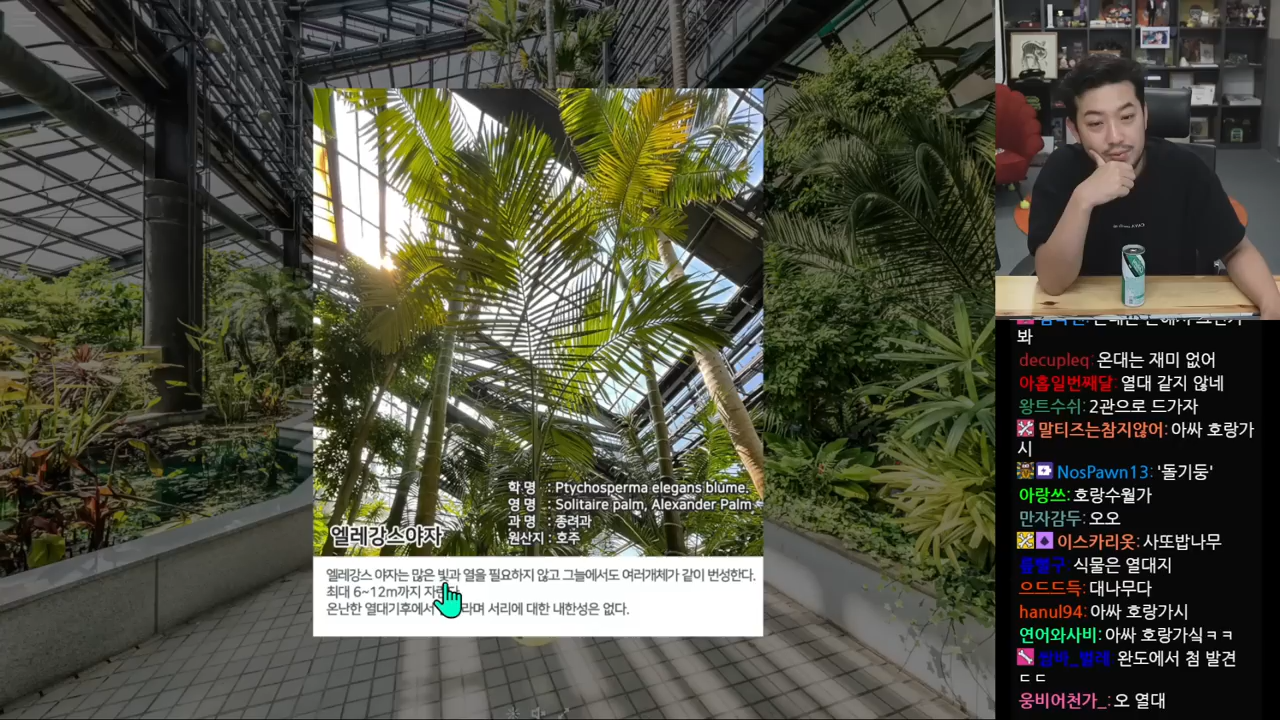 학 명 : Ptychosperma elegans blume.
영 명 : Solitaire palm, Alexander Palm
과 명 : 종려과
원산지 : 호주
엘레강스야자
엘레강스 야자는 많은 빛과 열을 필요하지 않고 그늘에서도 여러개체가 같이 번성한다.
최대 6~12m까지
온난한 열대기후에서 라며 서리에 대한 내한성은 없다.
봐
decupleq: 온대는 재미 없어
아홉일번째달: 열대 같지 않네
왕트수쉬: 2관으로 드가자
말티즈는참지않어: 아싸 호랑가
시
NosPawn13: '돌기둥'
아랑쓰: 호랑수월가
만자감두: 오오
이스카리옷: 사또밥나무
식물은 열대지
으드드득: 대나무다
hanul94: 아싸 호랑가시
연어와사비: 아싸 호랑가싴ㅋㅋ
완도에서 첨 발견
ㄷㄷ
웅비어천가_: 오 열대